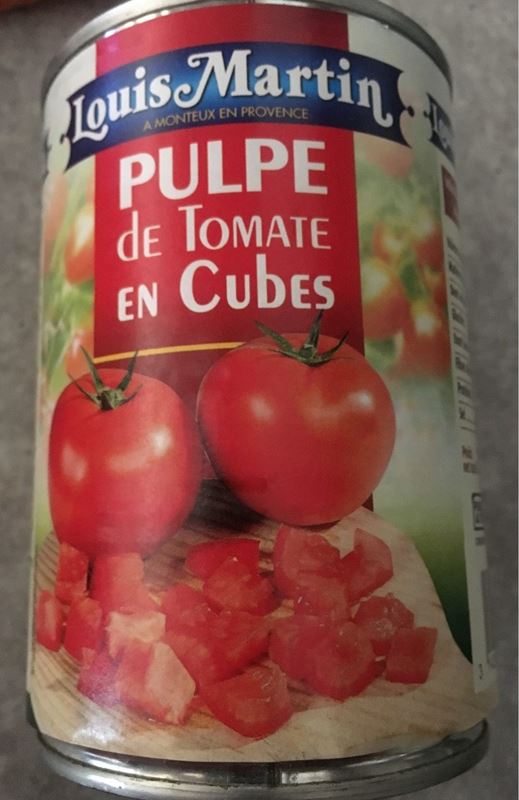 Louis Martin
A MONTEUX EN PROVENCE
PULPE
de TOMATE
EN CUBES